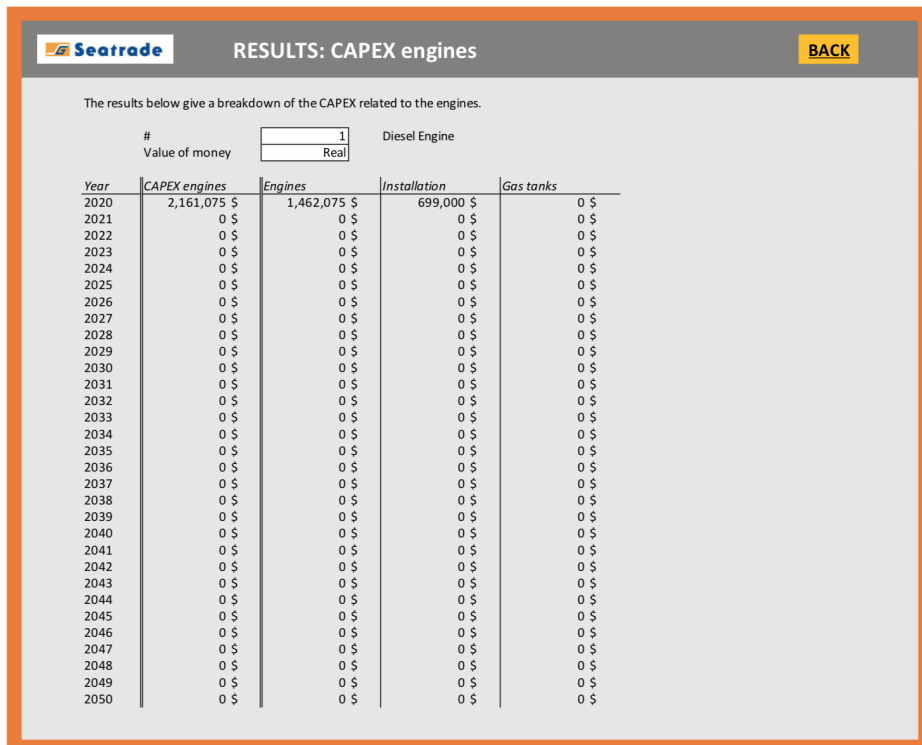 Seatrade RESULTS: CAPEX engines BACK
The results below give a breakdown of the CAPEX related to the engines.
# 1 Diesel Engine
Value of money Real
Year CAPEX engines Engines Installation Gas tanks
2020 2,161,075 $ 1,462,075 $ 699,000 $ 0 $
2021 0 $ 0 $ 0 $ 0 $
2022 0 $ 0 $ 0 $ 0 $
2023 0 $ 0 $ 0 $ 0 $
2024 0 $ 0 $ 0 $ 0 $
2025 0 $ 0 $ 0 $ 0 $
2026 0 $ 0 $ 0 $ 0 $
2027 0 $ 0 $ 0 $ 0 $
2028 0 $ 0 $ 0 $ 0 $
2029 0 $ 0 $ 0 $ 0 $
2030 0 $ 0 $ 0 $ 0 $
2031 0 $ 0 $ 0 $ 0 $
2032 0 $ 0 $ 0 $ 0 $
2033 0 $ 0 $ 0 $ 0 $
2034 0 $ 0 $ 0 $ 0 $
2035 0 $ 0 $ 0 $ 0 $
2036 0 $ 0 $ 0 $ 0 $
2037 0 $ 0 $ 0 $ 0 $
2038 0 $ 0 $ 0 $ 0 $
2039 0 $ 0 $ 0 $ 0 $
2040 0 $ 0 $ 0 $ 0 $
2041 0 $ 0 $ 0 $ 0 $
2042 0 $ 0 $ 0 $ 0 $
2043 0 $ 0 $ 0 $ 0 $
2044 0 $ 0 $ 0 $ 0 $
2045 0 $ 0 $ 0 $ 0 $
2046 0 $ 0 $ 0 $ 0 $
2047 0 $ 0 $ 0 $ 0 $
2048 0 $ 0 $ 0 $ 0 $
2049 0 $ 0 $ 0 $ 0 $
2050 0 $ 0 $ 0 $ 0 $